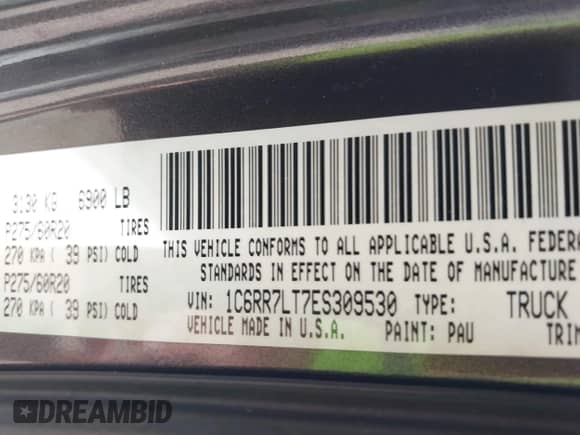 3130 KG 6900 LB
P275/60R20 TIRES
270 KPA ( 39 PSI) COLD
P275/60R20 TIRES
270 KPA ( 39 PSI) COLD
THIS VEHICLE CONFORMS TO ALL APPLICABLE U.S.A. FEDERA
STANDARDS IN EFFECT ON THE DATE OF MANUFACTURE
VIN: 1C6RR7LT7ES309530 TYPE: TRUCK
VEHICLE MADE IN U.S.A. PAINT: PAU TRIM
DREAMBID